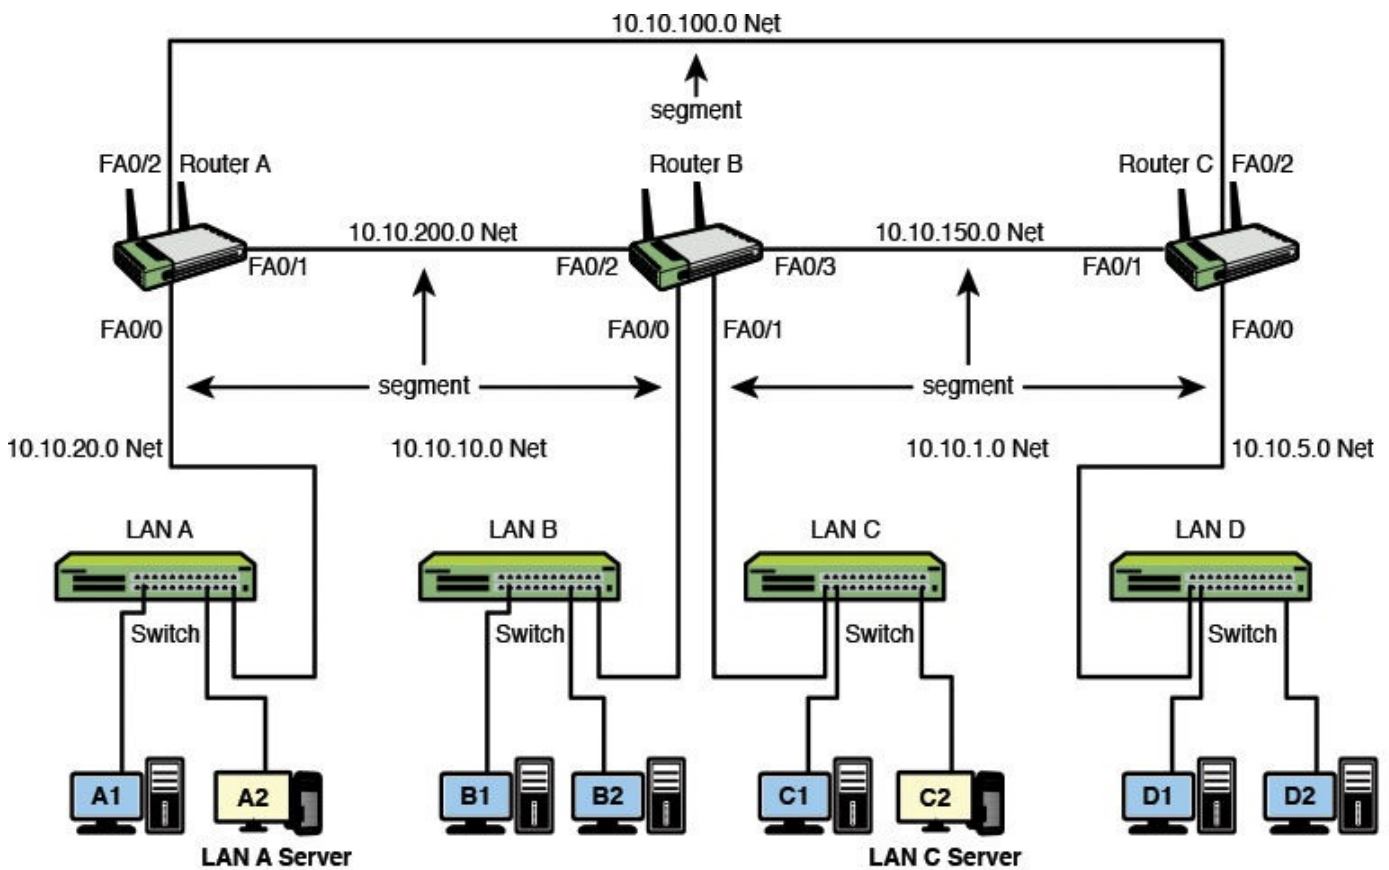 10.10.100.0 Net
segment
FA0/2 Router A
Router B
Router C FA0/2
10.10.200.0 Net
10.10.150.0 Net
FA0/1
FA0/2
FA0/3
FA0/1
FA0/0
FA0/0
FA0/1
FA0/0
segment
segment
10.10.20.0 Net
10.10.10.0 Net
10.10.1.0 Net
10.10.5.0 Net
LAN A
LAN B
LAN C
LAN D
Switch
Switch
Switch
Switch
A1
A2
B1
B2
C1
C2
D1
D2
LAN A Server
LAN C Server